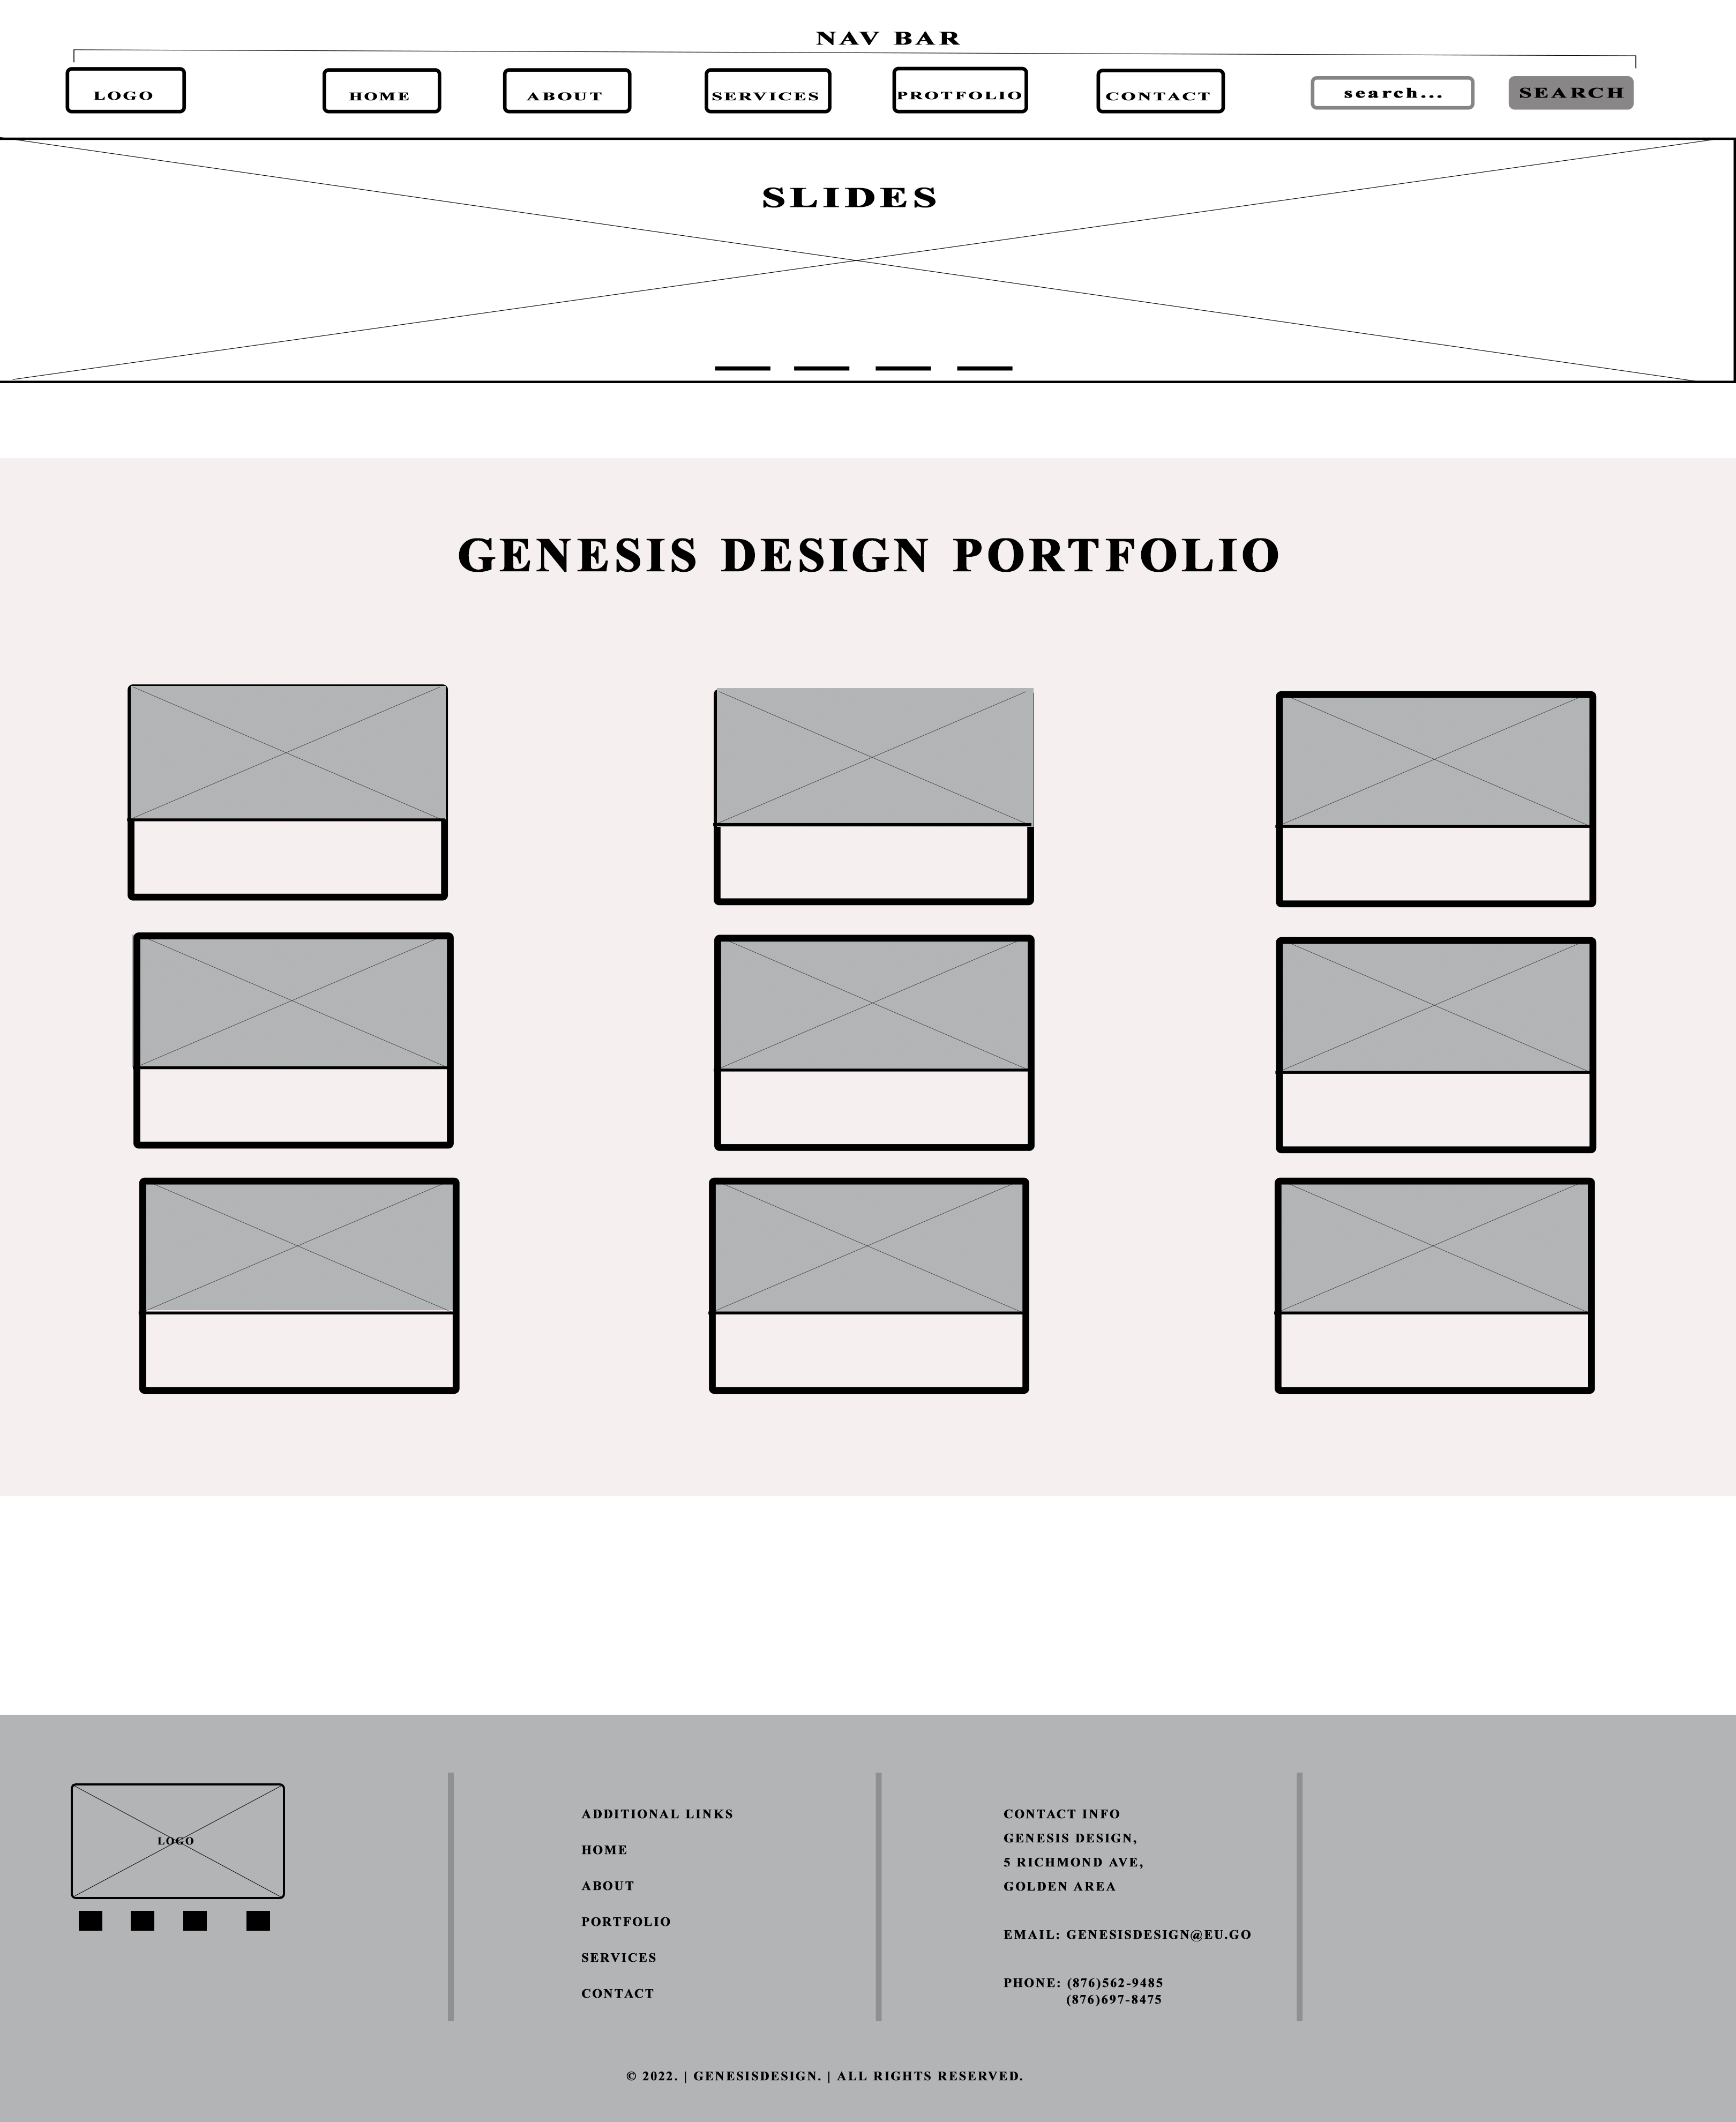 NAV BAR
LOGO HOME ABOUT SERVICES PROTFOLIO CONTACT search... SEARCH
SLIDES
GENESIS DESIGN PORTFOLIO
LOGO
ADDITIONAL LINKS
HOME
ABOUT
PORTFOLIO
SERVICES
CONTACT
CONTACT INFO
GENESIS DESIGN,
5 RICHMOND AVE,
GOLDEN AREA
EMAIL: GENESISDESIGN@EU.GO
PHONE: (876)562-9485
(876)697-8475
© 2022. | GENESISDESIGN. | ALL RIGHTS RESERVED.